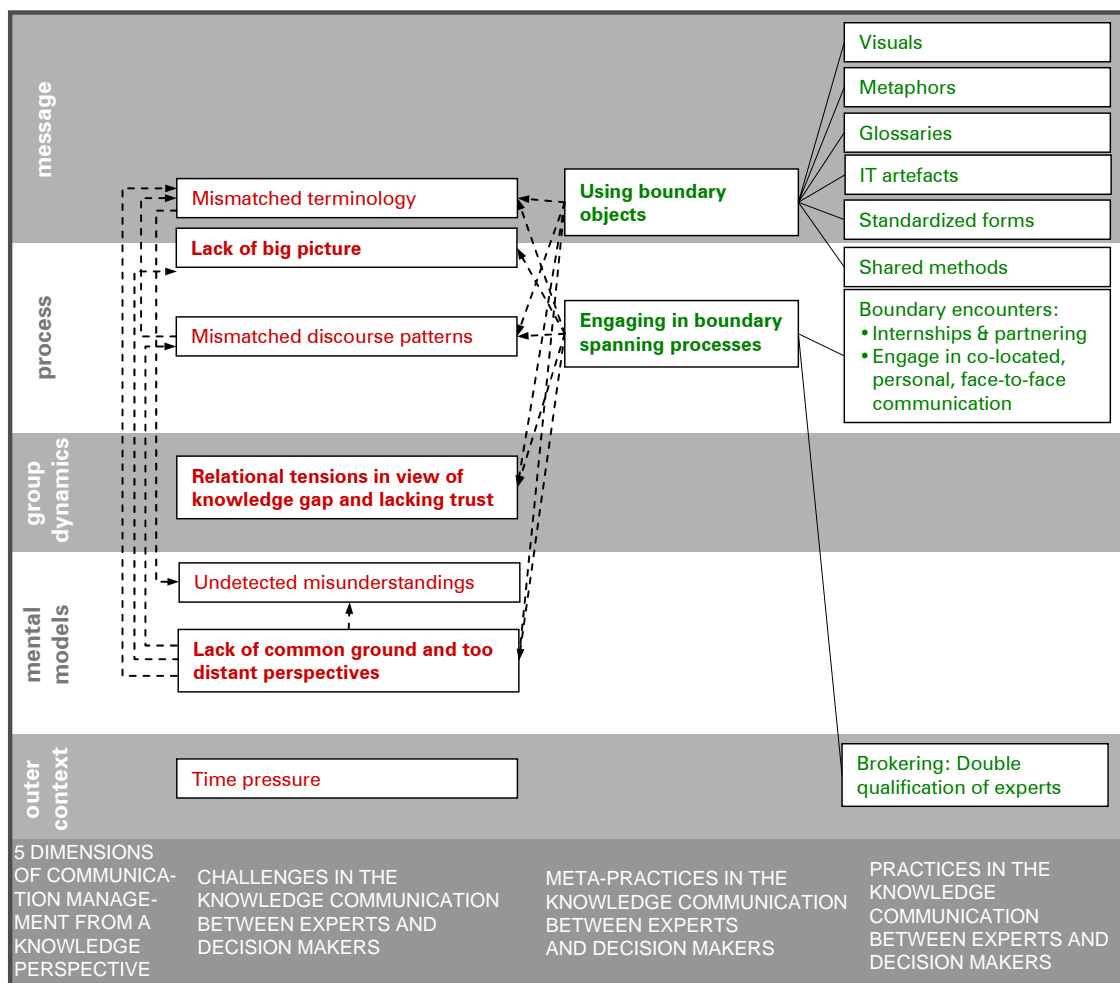 message
Visuals
Metaphors
Glossaries
IT artefacts
Standardized forms
Shared methods
Mismatched terminology
Using boundary
objects
Lack of big picture
process
Mismatched discourse patterns
Engaging in boundary
spanning processes
Boundary encounters:
• Internships & partnering
• Engage in co-located,
personal, face-to-face
communication
group
dynamics
Relational tensions in view of
knowledge gap and lacking trust
mental
models
Undetected misunderstandings
Lack of common ground and too
distant perspectives
outer
context
Time pressure
Brokering: Double
qualification of experts
5 DIMENSIONS
OF COMMUNICA-
TION MANAGE-
MENT FROM A
KNOWLEDGE
PERSPECTIVE
CHALLENGES IN THE
KNOWLEDGE COMMUNICATION
BETWEEN EXPERTS AND
DECISION MAKERS
META-PRACTICES IN THE
KNOWLEDGE COMMUNICATION
BETWEEN EXPERTS
AND DECISION MAKERS
PRACTICES IN THE
KNOWLEDGE
COMMUNICATION
BETWEEN EXPERTS AND
DECISION MAKERS